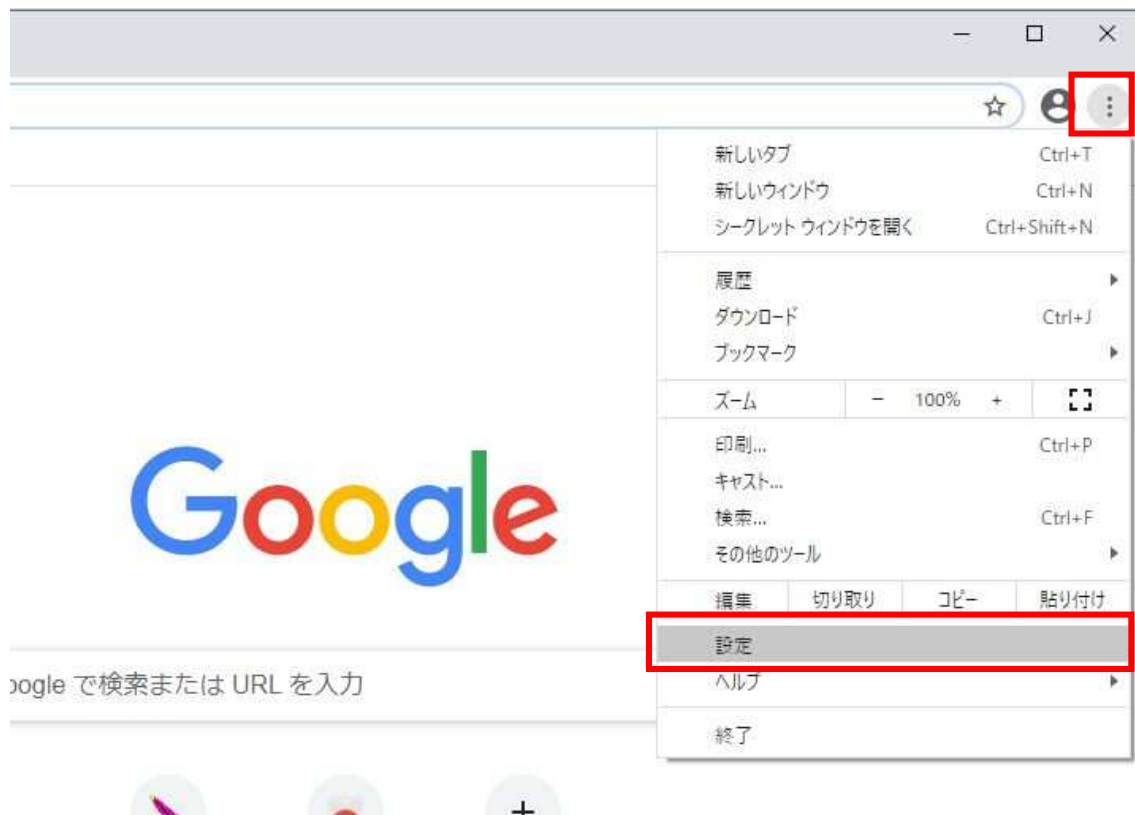 新しいタブ Ctrl+T
新しいウィンドウ Ctrl+N
シークレット ウィンドウを開く Ctrl+Shift+N
履歴
ダウンロード Ctrl+J
ブックマーク
ズーム − 100% +
印刷... Ctrl+P
キャスト...
検索... Ctrl+F
その他のツール
編集 切り取り コピー 貼り付け
設定
ヘルプ
終了
Google
oogle で検索または URL を入力